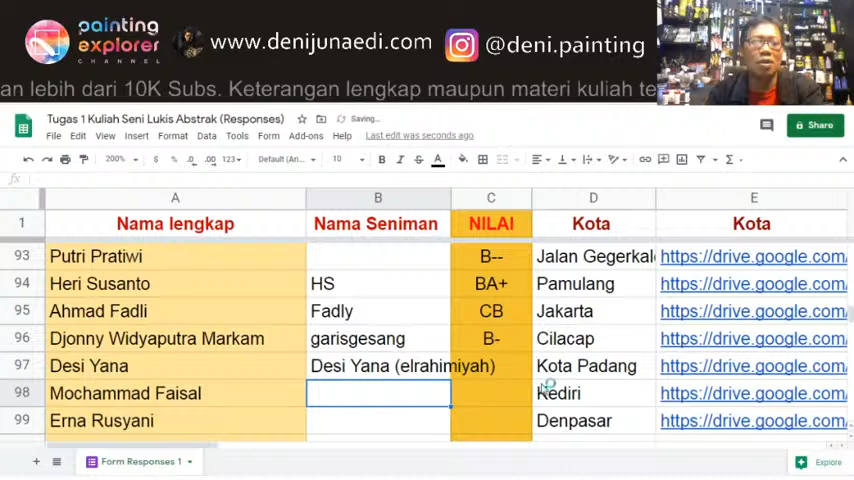 painting
explorer
CHANNEL
www.denijunaedi.com
@deni.painting
an lebih dari 10K Subs. Keterangan lengkap maupun materi kuliah te
Tugas 1 Kuliah Seni Lukis Abstrak (Responses)
Saving...
File Edit View Insert Format Data Tools Form Add-ons Help Last edit was seconds ago
Share
200% $ % .0 .00 123 Default (Ari... 10 B I S A
fx
A B C D E
1 Nama lengkap Nama Seniman NILAI Kota Kota
93 Putri Pratiwi B-- Jalan Gegerkal https://drive.google.com/
94 Heri Susanto HS BA+ Pamulang https://drive.google.com/
95 Ahmad Fadli Fadly CB Jakarta https://drive.google.com/
96 Djonny Widyaputra Markam garisgesang B- Cilacap https://drive.google.com/
97 Desi Yana Desi Yana (elrahimiyah) Kota Padang https://drive.google.com/
98 Mochammad Faisal Kediri https://drive.google.com/
99 Erna Rusyani Denpasar https://drive.google.com/
+ Form Responses 1 Explore